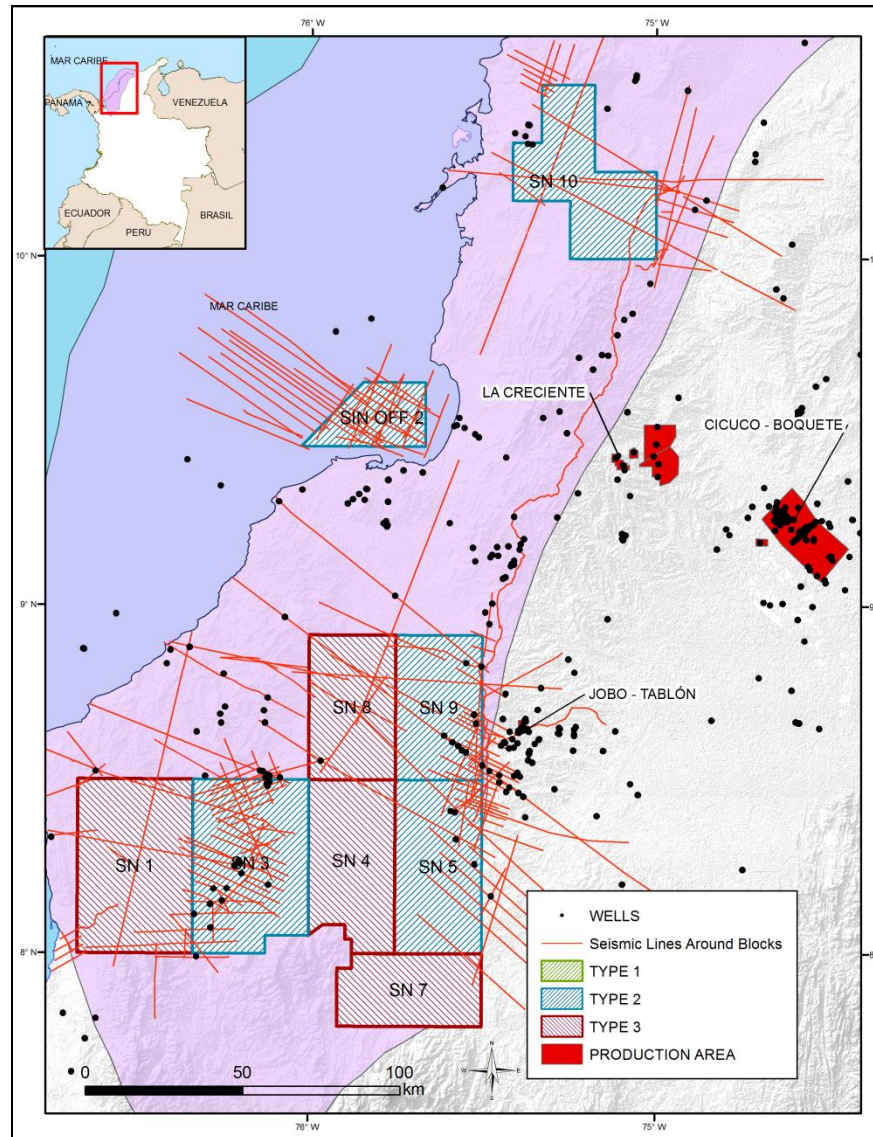 76° W
75° W
MAR CARIBE
PANAMA
VENEZUELA
ECUADOR
PERU
BRASIL
SN 10
10° N
10
MAR CARIBE
LA CRECIENTE
SIN OFF 2
CICUCO - BOQUETE
9° N
9
JOBO - TABLÓN
SN 8
SN 9
SN 1
SN 3
SN 4
SN 5
8° N
8
SN 7
WELLS
Seismic Lines Around Blocks
TYPE 1
TYPE 2
TYPE 3
PRODUCTION AREA
N
W
E
S
0
50
100
km
76° W
75° W